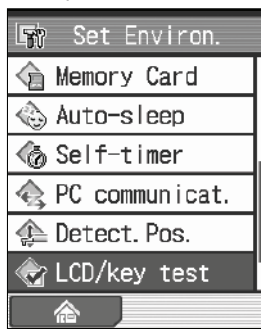 Set Environ.
Memory Card
Auto-sleep
Self-timer
PC communicat.
Detect.Pos.
LCD/key test